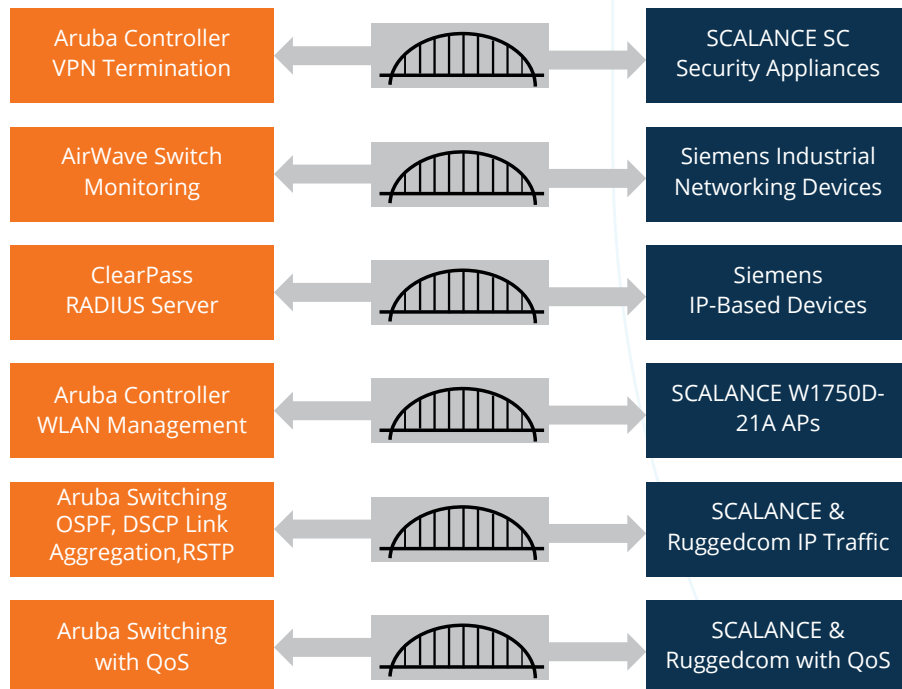 Aruba Controller
VPN Termination
SCALANCE SC
Security Appliances
AirWave Switch
Monitoring
Siemens Industrial
Networking Devices
ClearPass
RADIUS Server
Siemens
IP-Based Devices
Aruba Controller
WLAN Management
SCALANCE W1750D-
21A APs
Aruba Switching
OSPF, DSCP Link
Aggregation,RSTP
SCALANCE &
Ruggedcom IP Traffic
Aruba Switching
with QoS
SCALANCE &
Ruggedcom with QoS